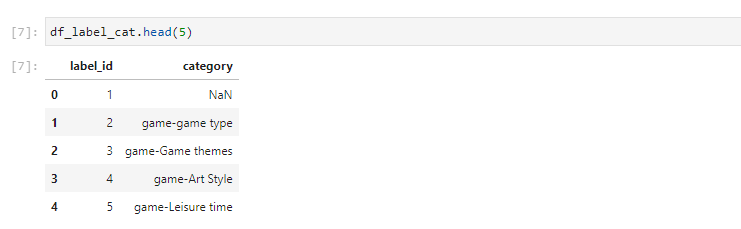 [7]: df_label_cat.head(5)
[7]: label_id category
0 1 NaN
1 2 game-game type
2 3 game-Game themes
3 4 game-Art Style
4 5 game-Leisure time